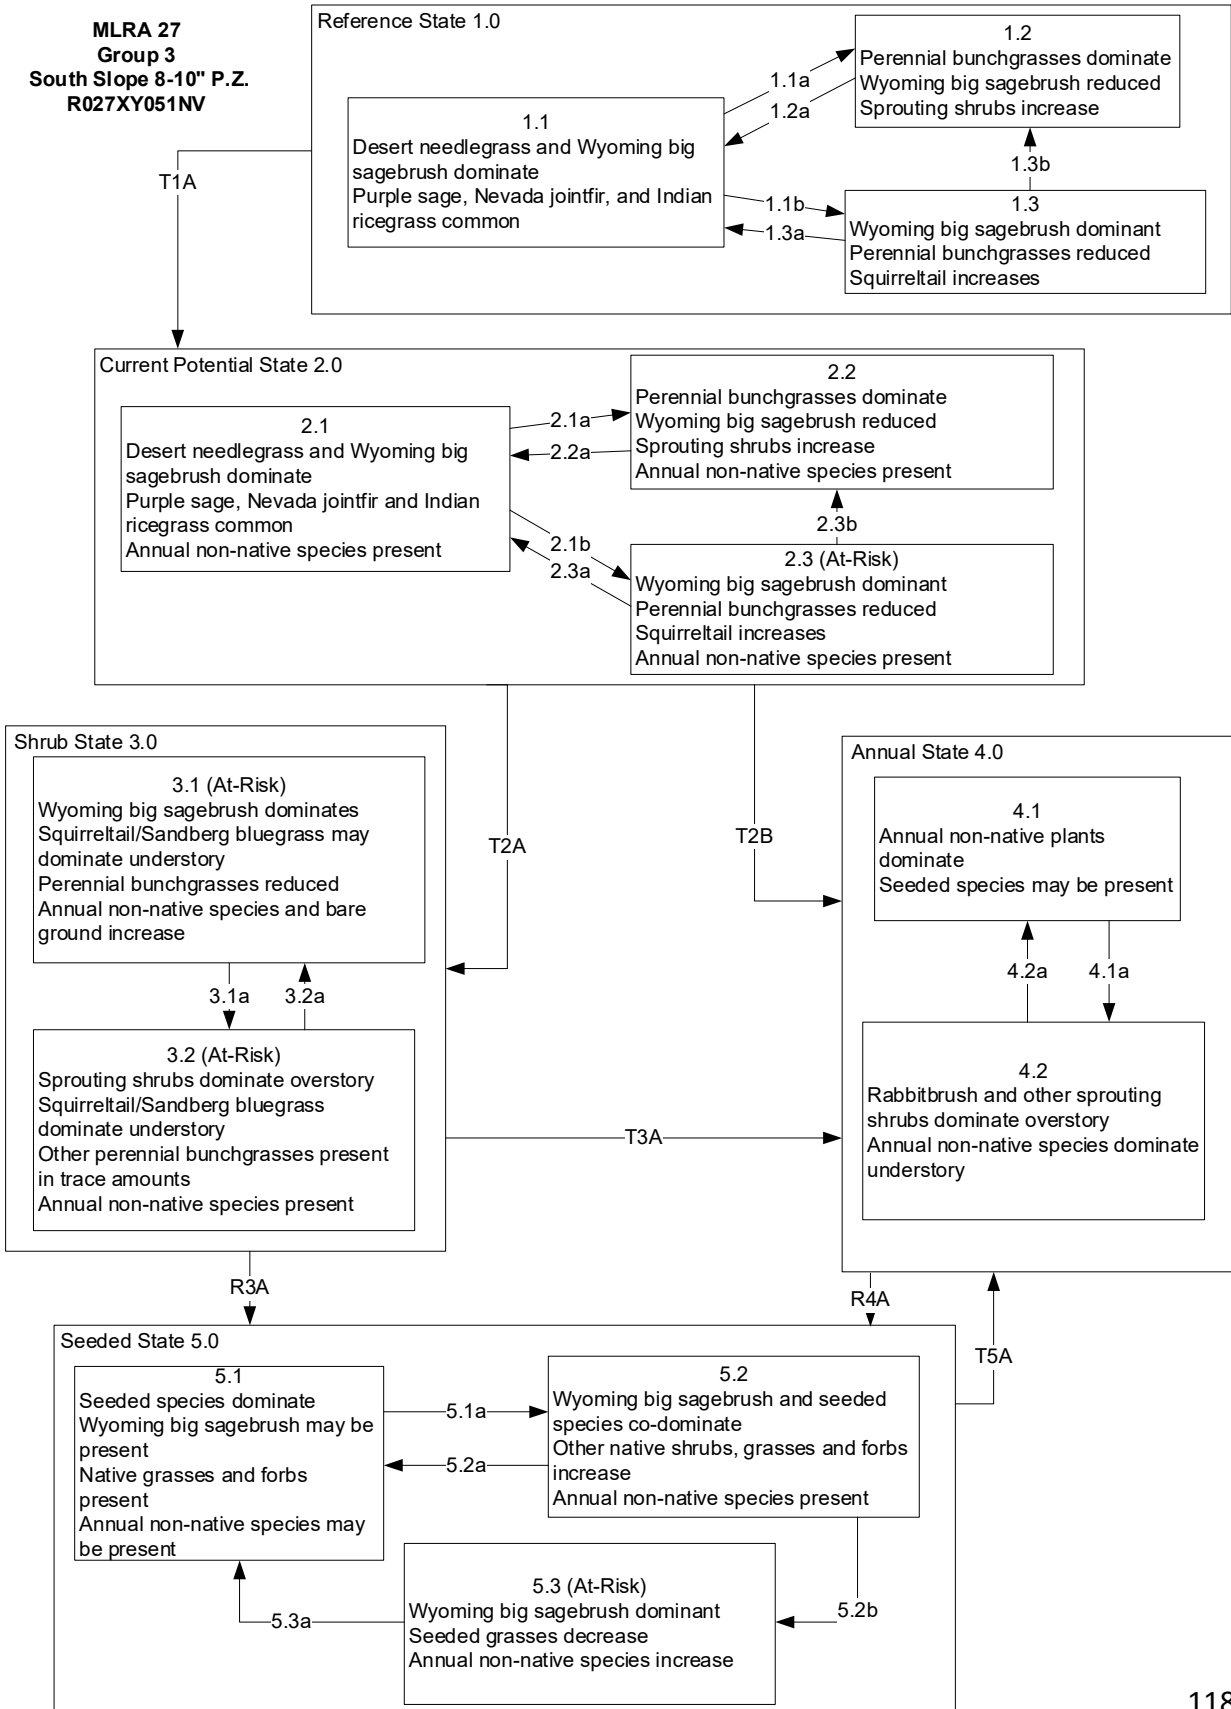 MLRA 27
Group 3
South Slope 8-10" P.Z.
R027XY051NV
Reference State 1.0
1.1
Desert needlegrass and Wyoming big
sagebrush dominate
Purple sage, Nevada jointfir, and Indian
ricegrass common
1.1a
1.2a
1.2
Perennial bunchgrasses dominate
Wyoming big sagebrush reduced
Sprouting shrubs increase
1.3b
1.1b
1.3a
1.3
Wyoming big sagebrush dominant
Perennial bunchgrasses reduced
Squirreltail increases
T1A
Current Potential State 2.0
2.1
Desert needlegrass and Wyoming big
sagebrush dominate
Purple sage, Nevada jointfir and Indian
ricegrass common
Annual non-native species present
2.1a
2.2a
2.2
Perennial bunchgrasses dominate
Wyoming big sagebrush reduced
Sprouting shrubs increase
Annual non-native species present
2.3b
2.1b
2.3a
2.3 (At-Risk)
Wyoming big sagebrush dominant
Perennial bunchgrasses reduced
Squirreltail increases
Annual non-native species present
T2A
T2B
Shrub State 3.0
3.1 (At-Risk)
Wyoming big sagebrush dominates
Squirreltail/Sandberg bluegrass may
dominate understory
Perennial bunchgrasses reduced
Annual non-native species and bare
ground increase
3.1a
3.2a
3.2 (At-Risk)
Sprouting shrubs dominate overstory
Squirreltail/Sandberg bluegrass
dominate understory
Other perennial bunchgrasses present
in trace amounts
Annual non-native species present
T3A
Annual State 4.0
4.1
Annual non-native plants
dominate
Seeded species may be present
4.2a
4.1a
4.2
Rabbitbrush and other sprouting
shrubs dominate overstory
Annual non-native species dominate
understory
R3A
R4A
T5A
Seeded State 5.0
5.1
Seeded species dominate
Wyoming big sagebrush may be
present
Native grasses and forbs
present
Annual non-native species may
be present
5.1a
5.2a
5.2
Wyoming big sagebrush and seeded
species co-dominate
Other native shrubs, grasses and forbs
increase
Annual non-native species present
5.3a
5.3 (At-Risk)
Wyoming big sagebrush dominant
Seeded grasses decrease
Annual non-native species increase
5.2b
118